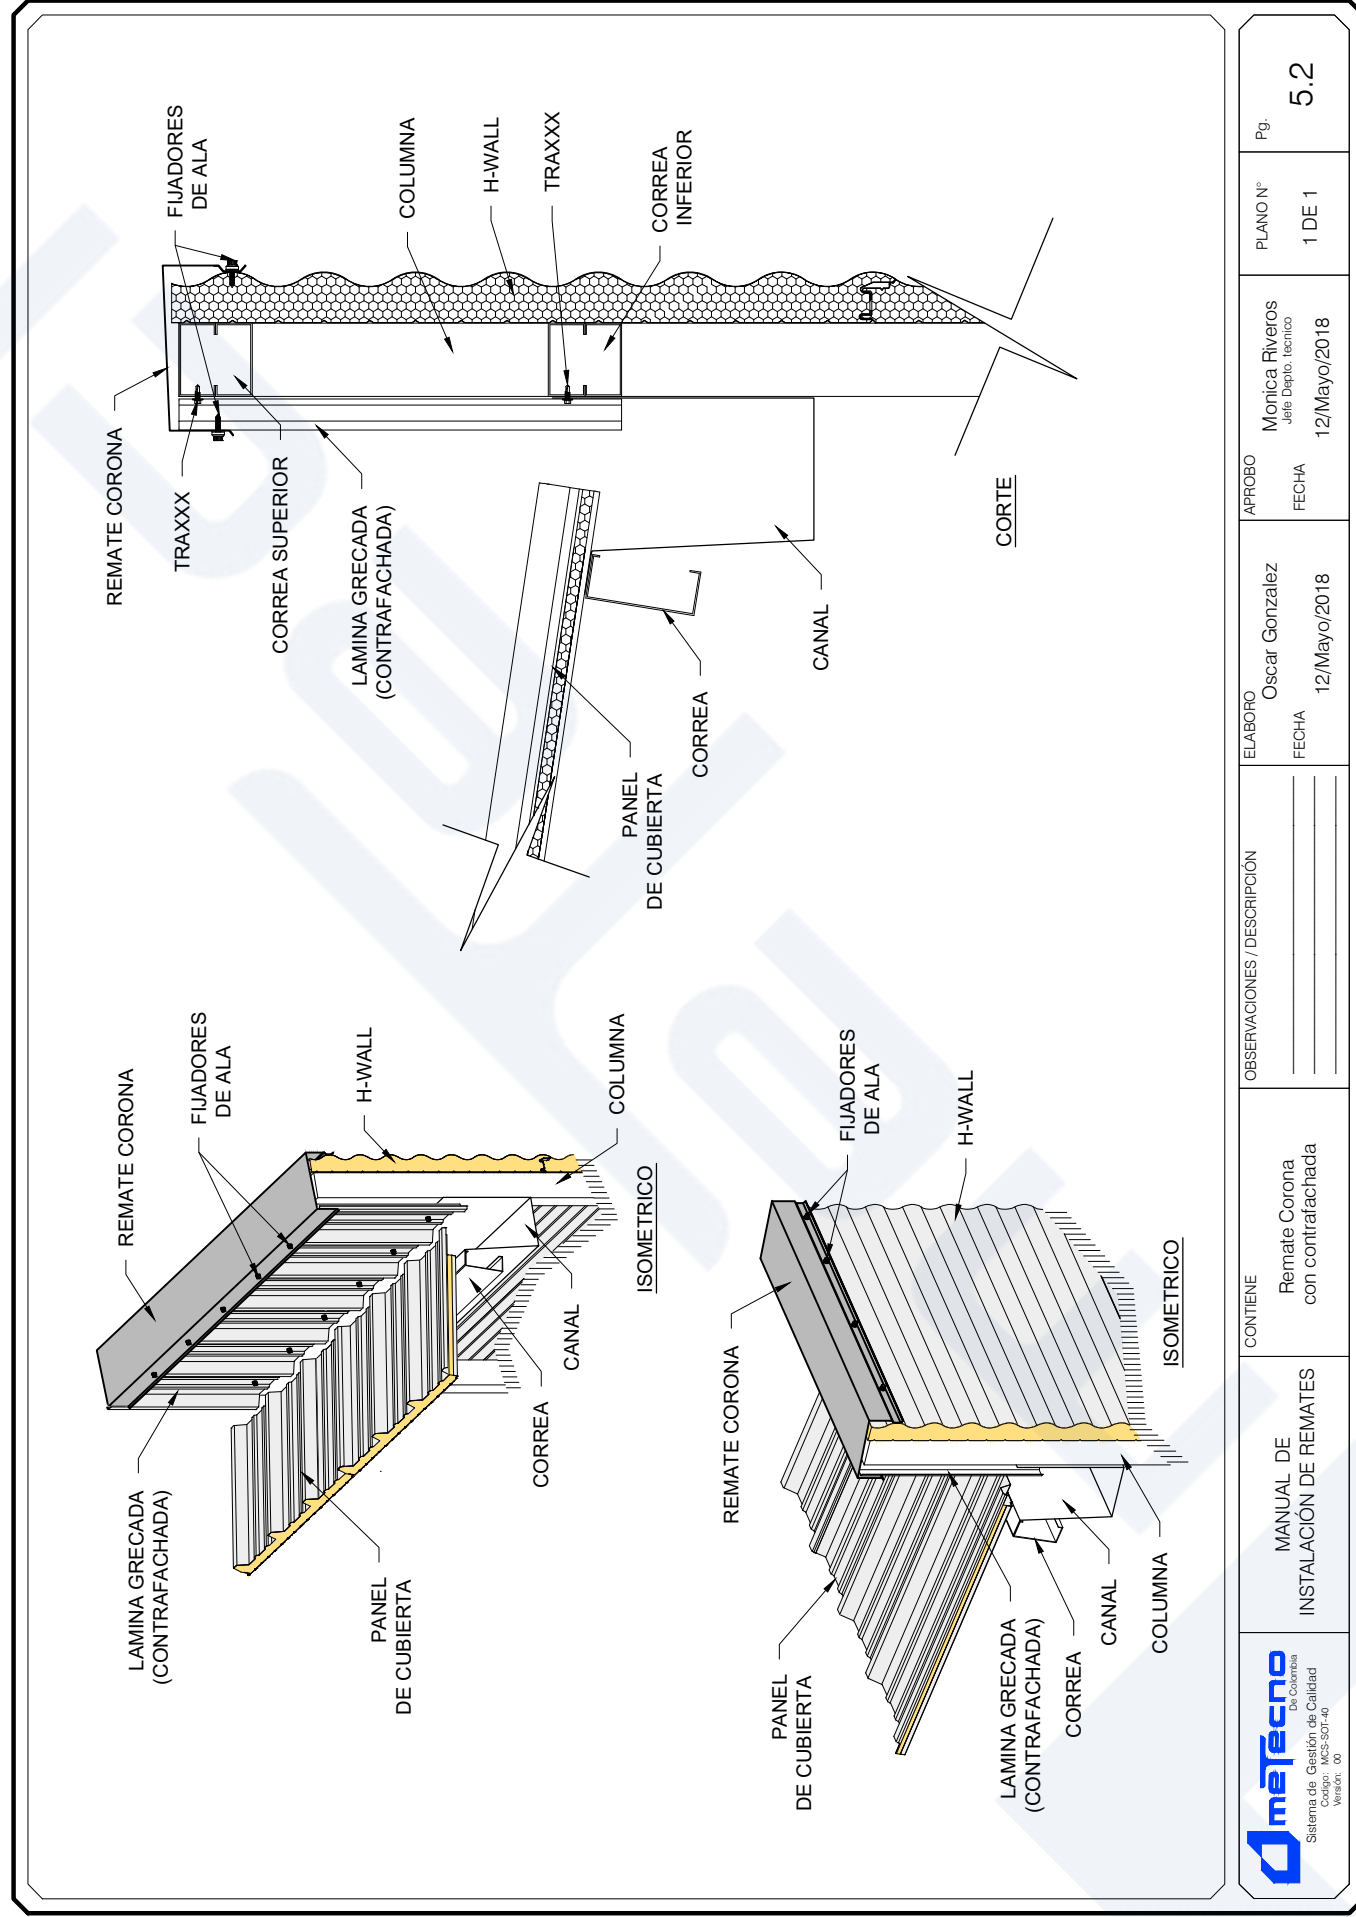 REMATE CORONA
FIJADORES
DE ALA
H-WALL
COLUMNA
LAMINA GRECADA
(CONTRAFACHADA)
PANEL
DE CUBIERTA
CORREA
CANAL
ISOMETRICO
REMATE CORONA
TRAXXX
CORREA SUPERIOR
LAMINA GRECADA
(CONTRAFACHADA)
FIJADORES
DE ALA
COLUMNA
H-WALL
TRAXXX
CORREA
INFERIOR
PANEL
DE CUBIERTA
CORREA
CANAL
CORTE
REMATE CORONA
FIJADORES
DE ALA
H-WALL
PANEL
DE CUBIERTA
LAMINA GRECADA
(CONTRAFACHADA)
CORREA
CANAL
COLUMNA
ISOMETRICO
meTecno
De Colombia
Sistema de Gestión de Calidad
Codigo: MCS-SOT-40
Versión: 00
MANUAL DE
INSTALACIÓN DE REMATES
CONTIENE
Remate Corona
con contrafachada
OBSERVACIONES / DESCRIPCIÓN
ELABORO
Oscar Gonzalez
FECHA
12/Mayo/2018
APROBO
Monica Riveros
Jefe Depto. tecnico
FECHA
12/Mayo/2018
PLANO N°
1 DE 1
Pg.
5.2